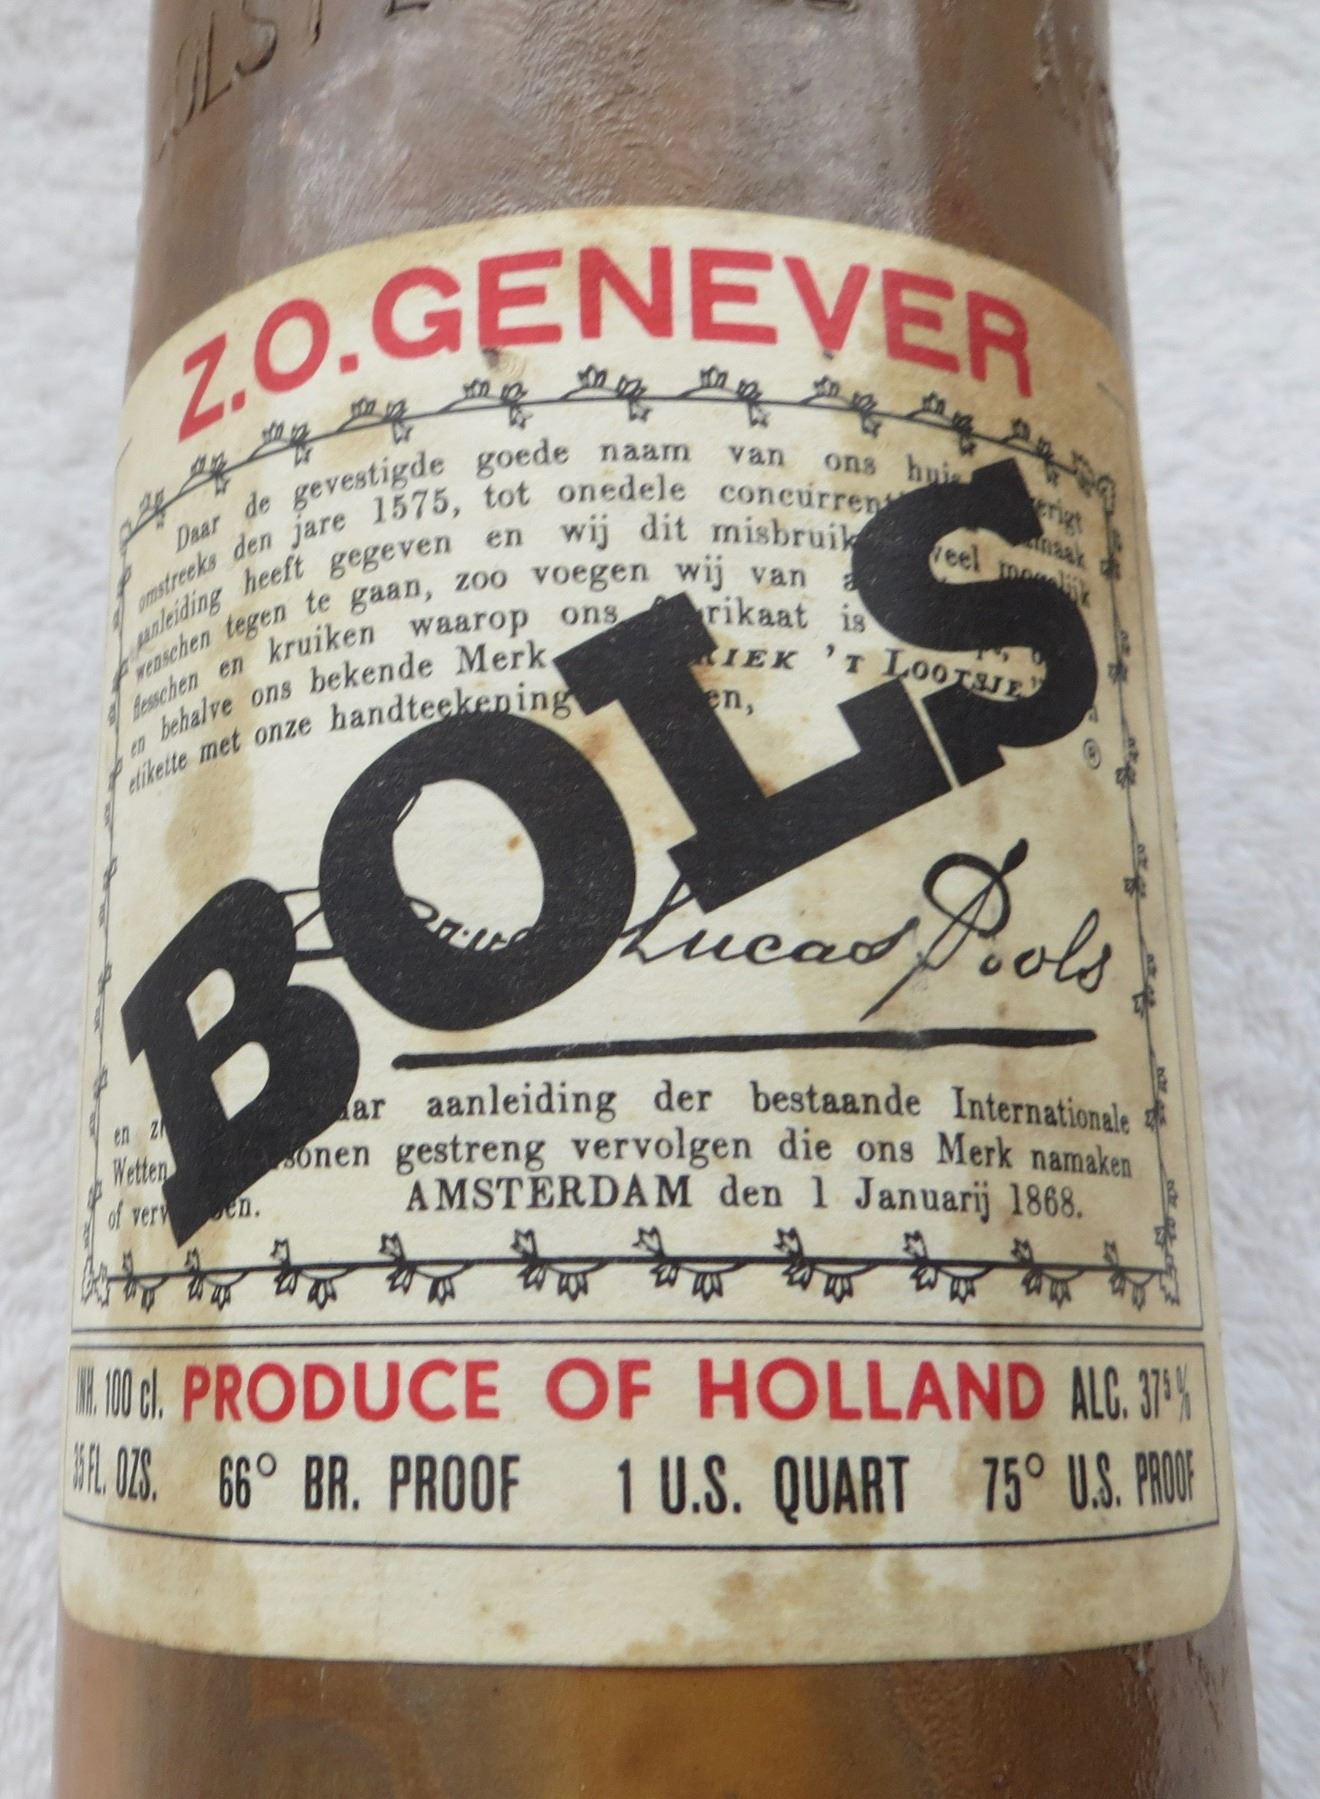 Z.O. GENEVER
Daar de gevestigde goede naam van ons
omstreeks den jare 1575, tot onedele
aanleiding heeft gegeven en wij dit
wenschen tegen te gaan, zoo voegen wij van
flesschen en kruiken waarop ons is
en behalve ons bekende Merk 'T LOOTSJE"
etikette met onze handteekening
®
BOLS
Lucas Bols
aanleiding der bestaande Internationale
Wetten gestreng vervolgen die ons Merk namaken
of AMSTERDAM den 1 Januarij 1868.
INH. 100 cl. PRODUCE OF HOLLAND ALC. 37⁵ %
35 FL. OZS. 66° BR. PROOF 1 U.S. QUART 75° U.S. PROOF